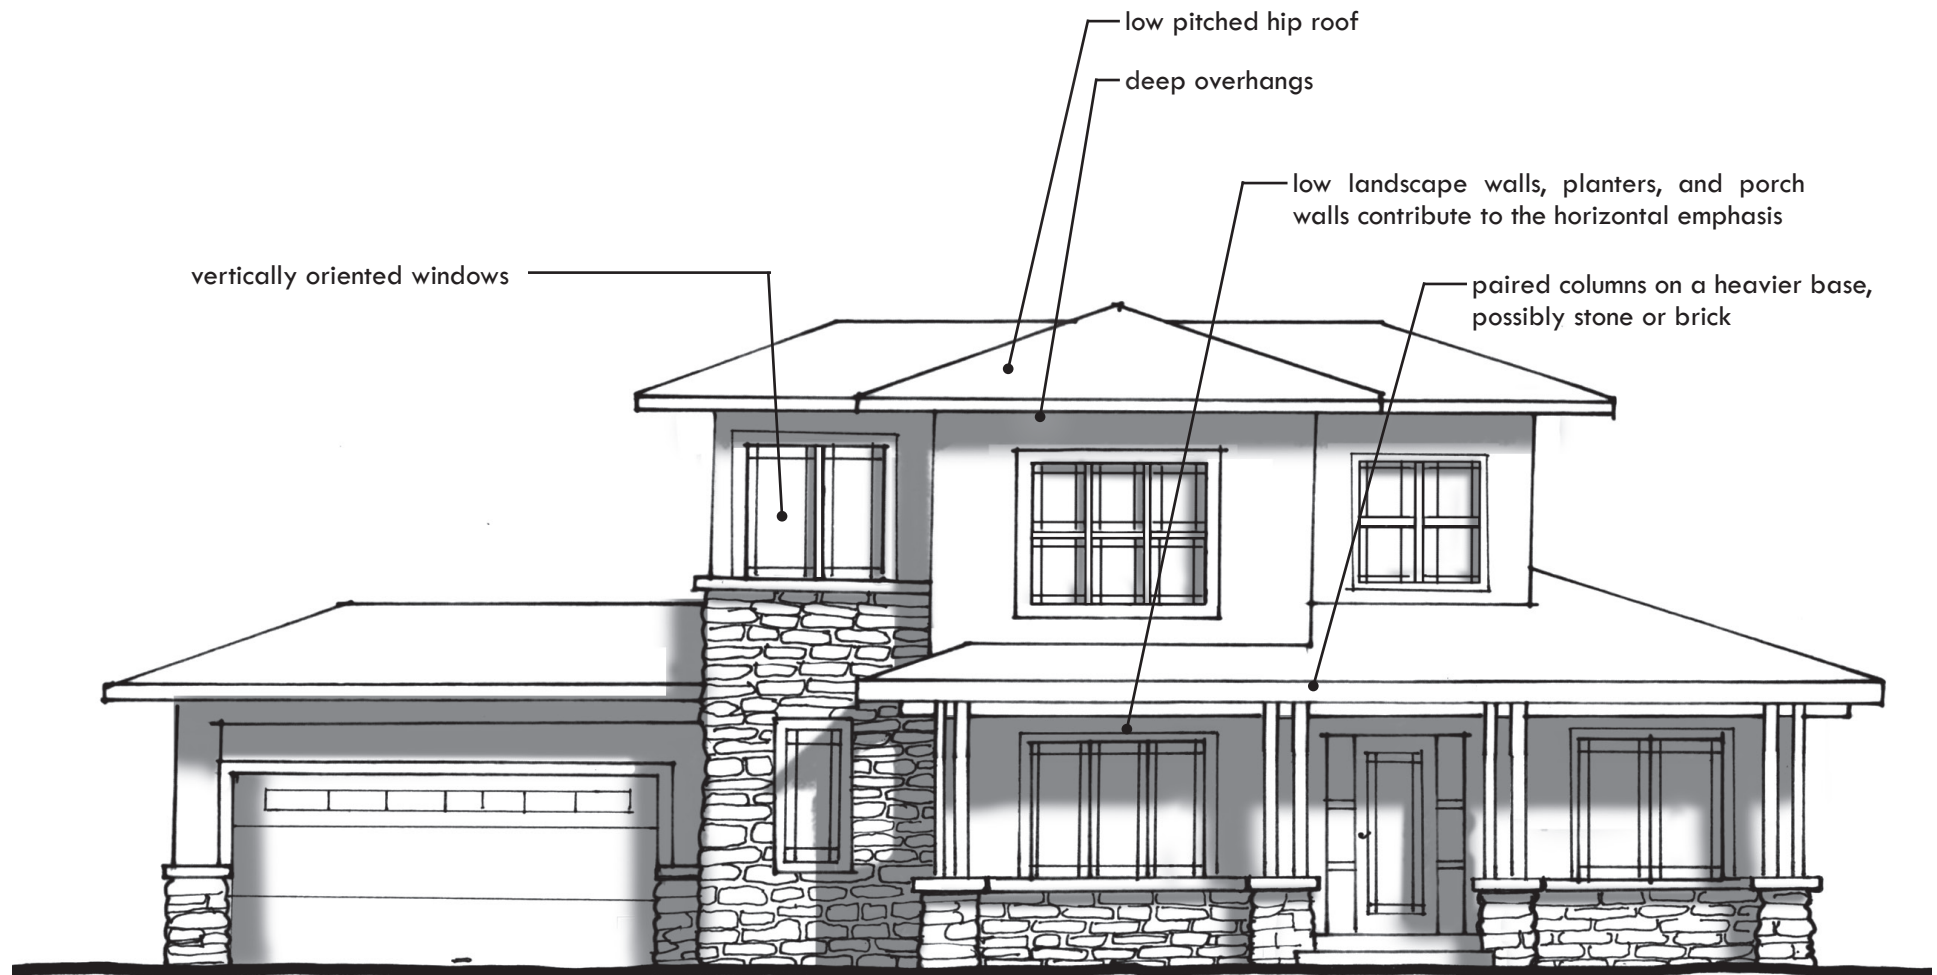 low pitched hip roof
deep overhangs
low landscape walls, planters, and porch
walls contribute to the horizontal emphasis
vertically oriented windows
paired columns on a heavier base,
possibly stone or brick